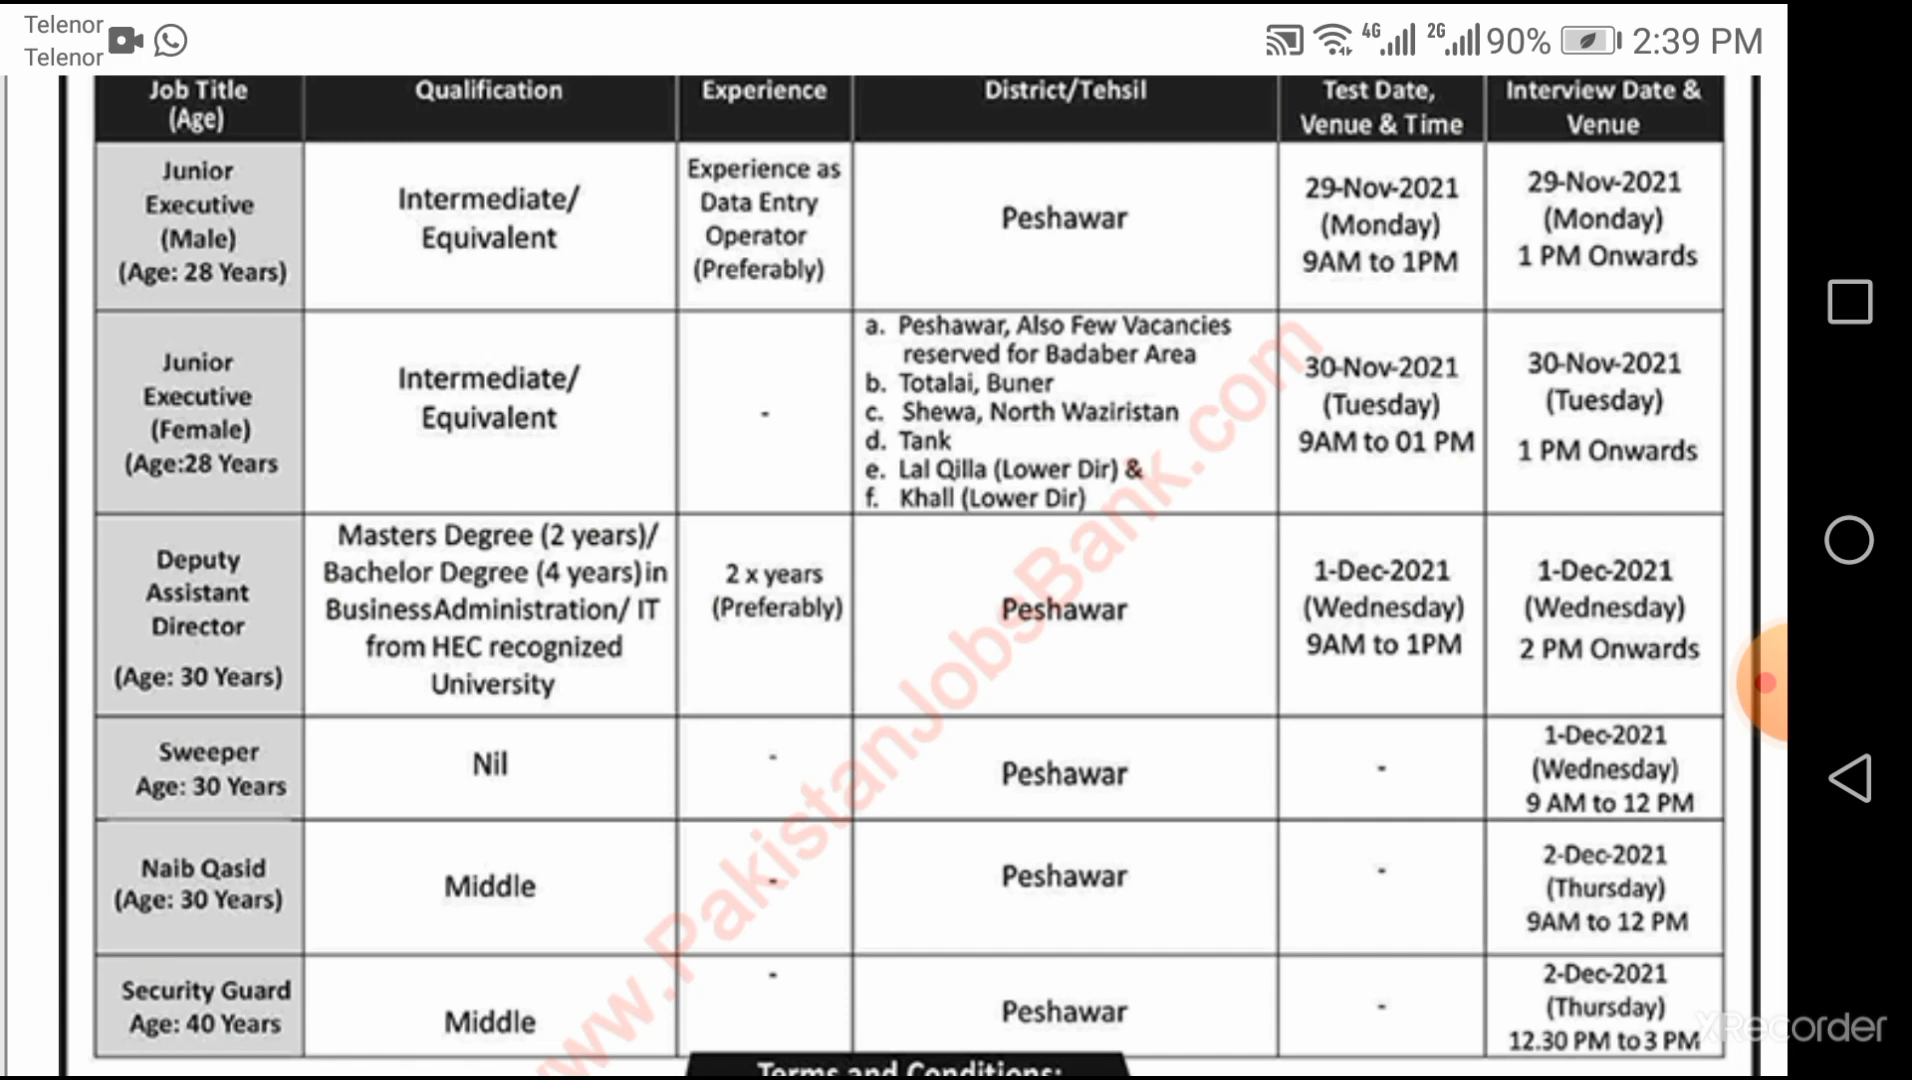 Telenor
Telenor
4G 2G 90% 2:39 PM
Job Title
(Age)
Qualification
Experience
District/Tehsil
Test Date,
Venue & Time
Interview Date &
Venue
Junior
Executive
(Male)
(Age: 28 Years)
Intermediate/
Equivalent
Experience as
Data Entry
Operator
(Preferably)
Peshawar
29-Nov-2021
(Monday)
9AM to 1PM
29-Nov-2021
(Monday)
1 PM Onwards
Junior
Executive
(Female)
(Age:28 Years
Intermediate/
Equivalent
-
a. Peshawar, Also Few Vacancies
reserved for Badaber Area
b. Totalai, Buner
c. Shewa, North Waziristan
d. Tank
e. Lal Qilla (Lower Dir) &
f. Khall (Lower Dir)
30-Nov-2021
(Tuesday)
9AM to 01 PM
30-Nov-2021
(Tuesday)
1 PM Onwards
Deputy
Assistant
Director
(Age: 30 Years)
Masters Degree (2 years)/
Bachelor Degree (4 years) in
Business Administration/ IT
from HEC recognized
University
2 x years
(Preferably)
Peshawar
1-Dec-2021
(Wednesday)
9AM to 1PM
1-Dec-2021
(Wednesday)
2 PM Onwards
Sweeper
Age: 30 Years
Nil
-
Peshawar
-
1-Dec-2021
(Wednesday)
9 AM to 12 PM
Naib Qasid
(Age: 30 Years)
Middle
-
Peshawar
-
2-Dec-2021
(Thursday)
9AM to 12 PM
Security Guard
Age: 40 Years
Middle
-
Peshawar
-
2-Dec-2021
(Thursday)
12.30 PM to 3 PM
Terms and Conditions:
www.PakistanJobsBank.com
XRecorder